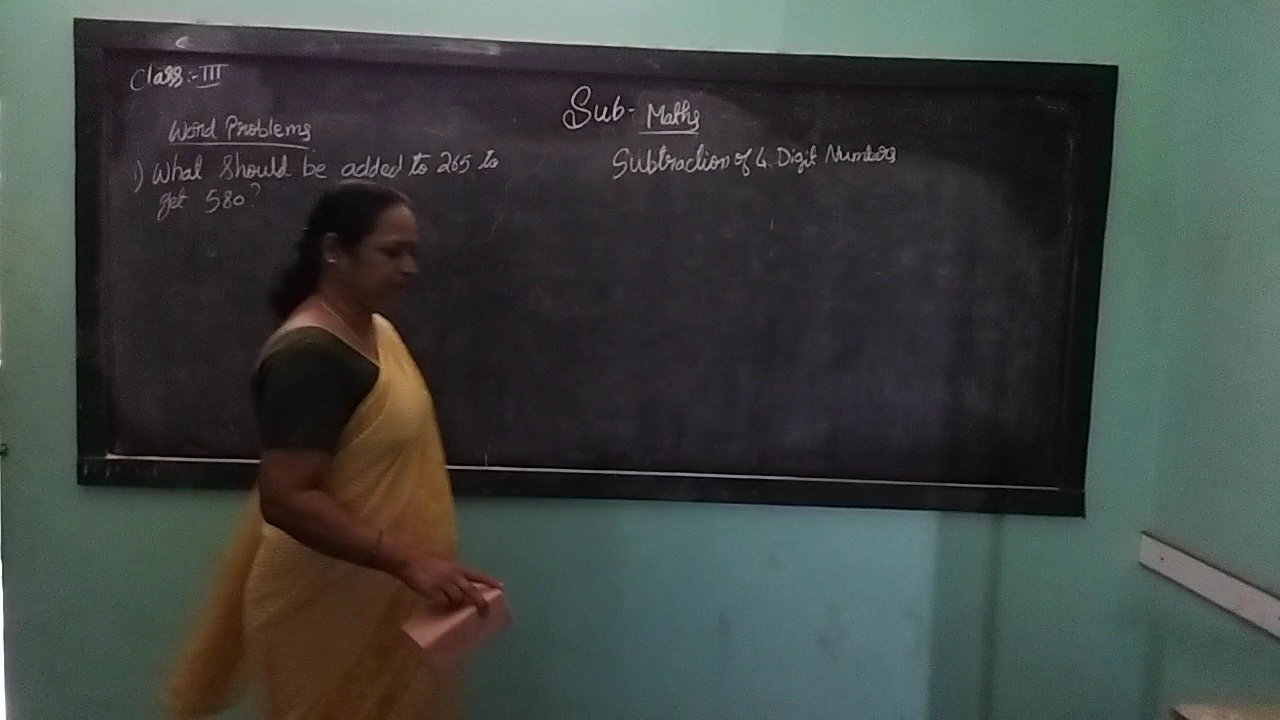 Class:- III
Sub- Maths
Word Problems
Subtraction of 4 Digit Numbers
1) What Should be added to 265 to
get 580?